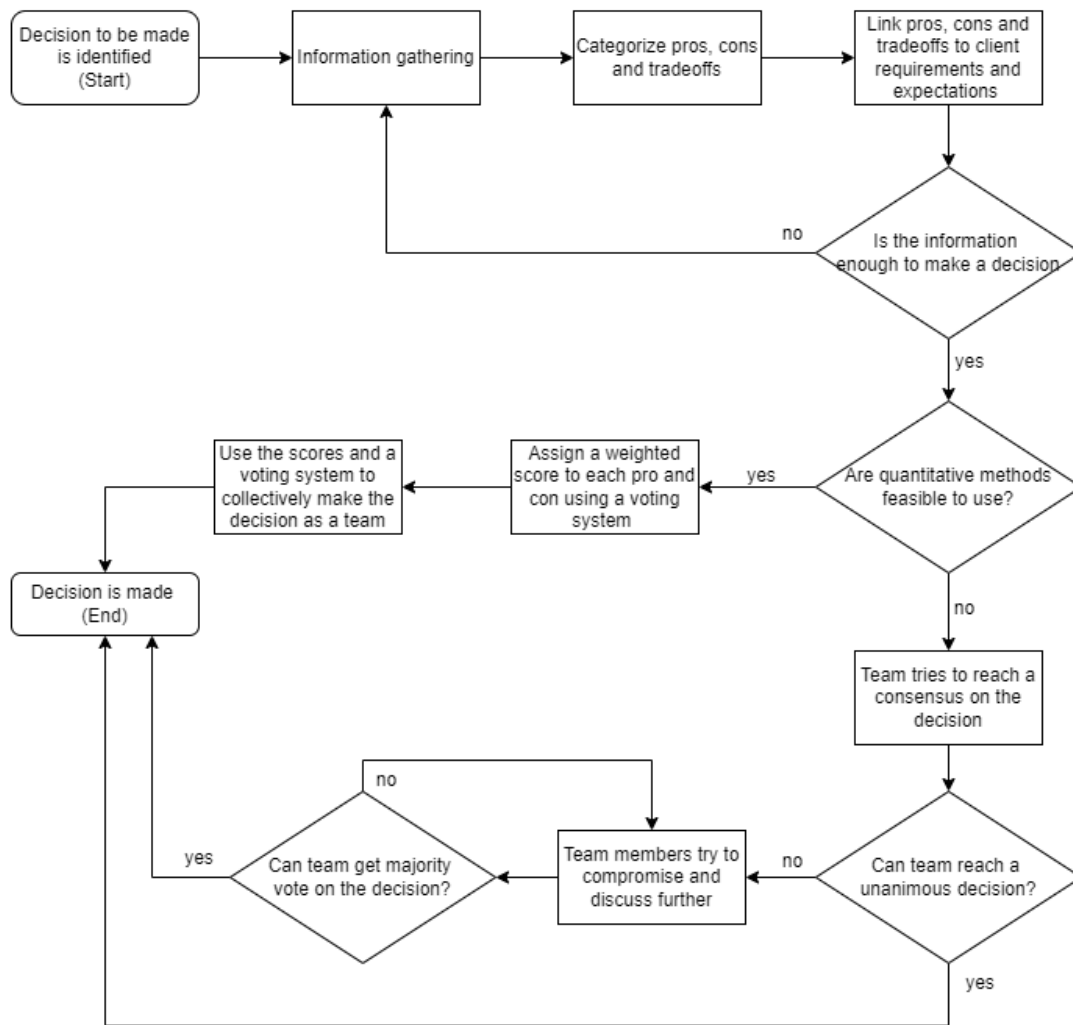 Decision to be made
is identified
(Start)
Information gathering
Categorize pros, cons
and tradeoffs
Link pros, cons and
tradeoffs to client
requirements and
expectations
no
Is the information
enough to make a decision
yes
Use the scores and a
voting system to
collectively make the
decision as a team
Assign a weighted
score to each pro and
con using a voting
system
yes
Are quantitative methods
feasible to use?
Decision is made
(End)
no
Team tries to reach a
consensus on the
decision
no
yes
Can team get majority
vote on the decision?
Team members try to
compromise and
discuss further
no
Can team reach a
unanimous decision?
yes